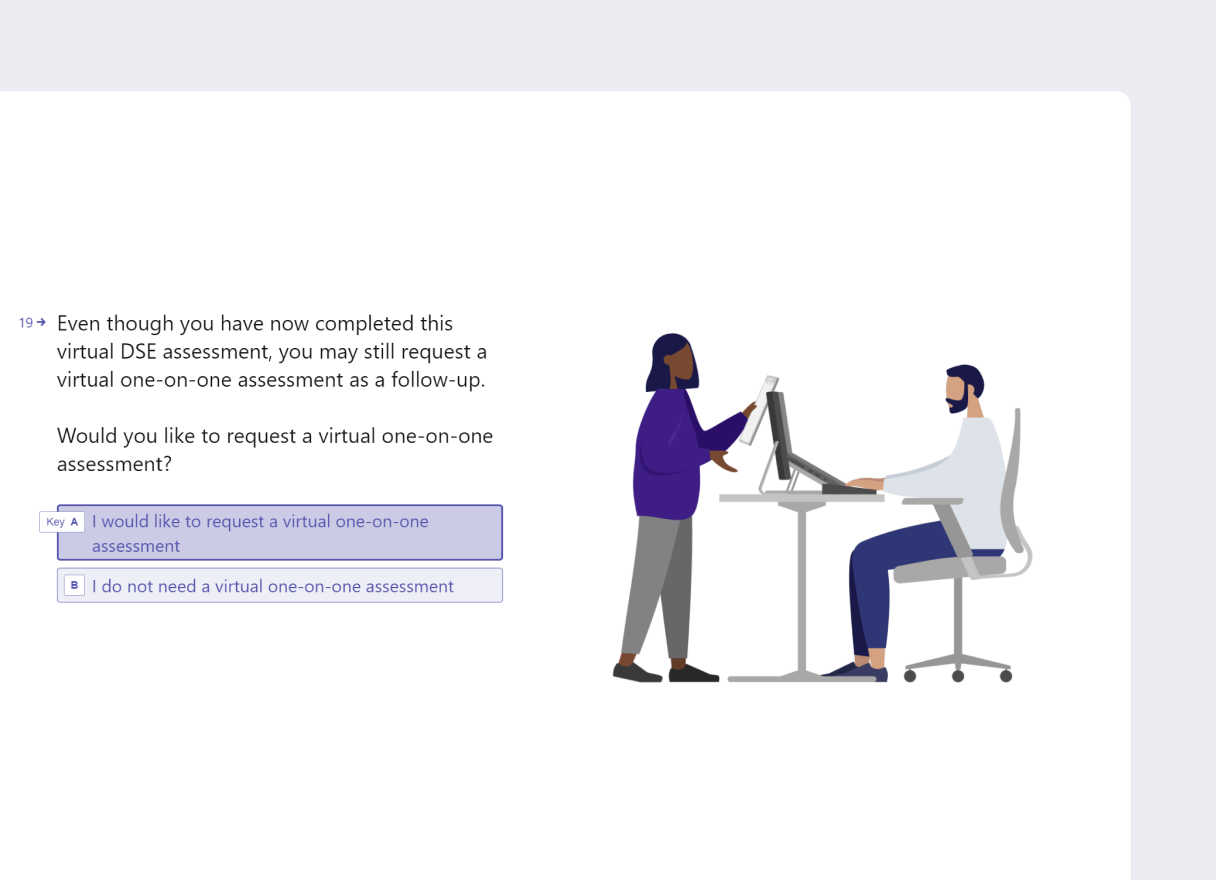 19→ Even though you have now completed this
virtual DSE assessment, you may still request a
virtual one-on-one assessment as a follow-up.
Would you like to request a virtual one-on-one
assessment?
Key A I would like to request a virtual one-on-one
assessment
B I do not need a virtual one-on-one assessment